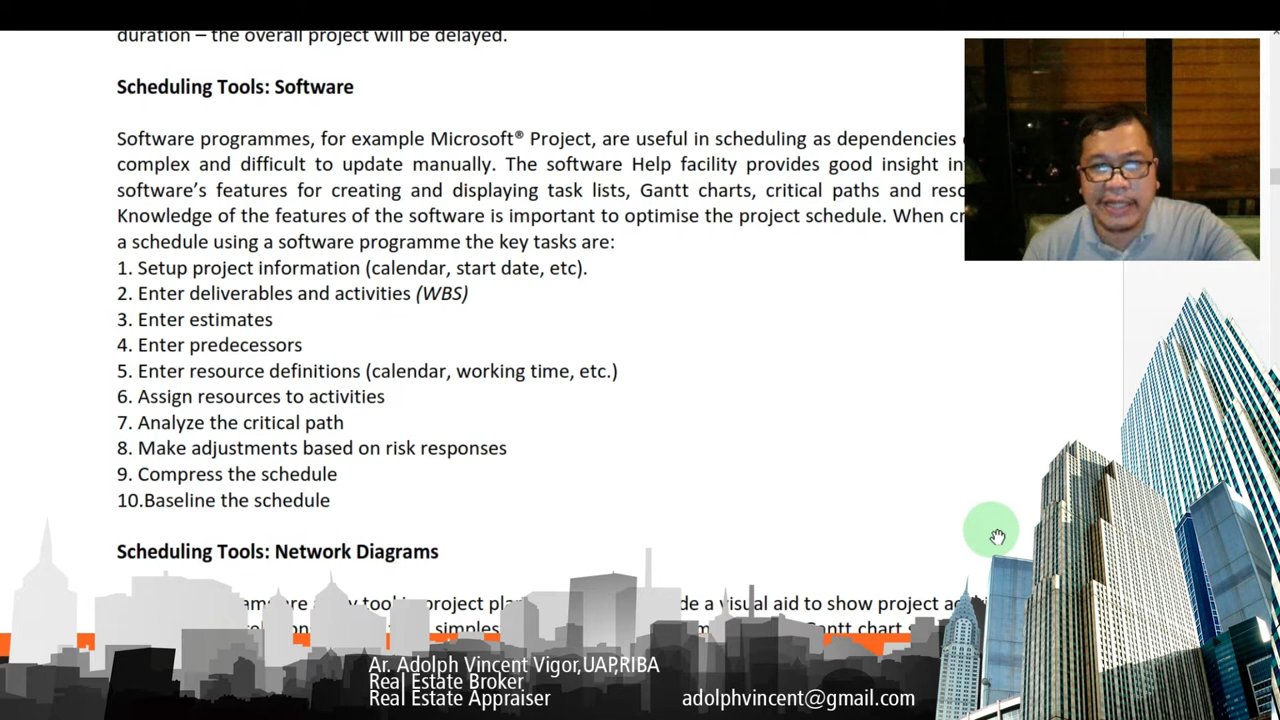 duration – the overall project will be delayed.
Scheduling Tools: Software
Software programmes, for example Microsoft® Project, are useful in scheduling as dependencies
complex and difficult to update manually. The software Help facility provides good insight
software’s features for creating and displaying task lists, Gantt charts, critical paths and
Knowledge of the features of the software is important to optimise the project schedule. When
a schedule using a software programme the key tasks are:
1. Setup project information (calendar, start date, etc).
2. Enter deliverables and activities (WBS)
3. Enter estimates
4. Enter predecessors
5. Enter resource definitions (calendar, working time, etc.)
6. Assign resources to activities
7. Analyze the critical path
8. Make adjustments based on risk responses
9. Compress the schedule
10.Baseline the schedule
Scheduling Tools: Network Diagrams
tool project a visual aid to show project
simples Gantt chart
Ar. Adolph Vincent Vigor,UAP,RIBA
Real Estate Broker
Real Estate Appraiser adolphvincent@gmail.com